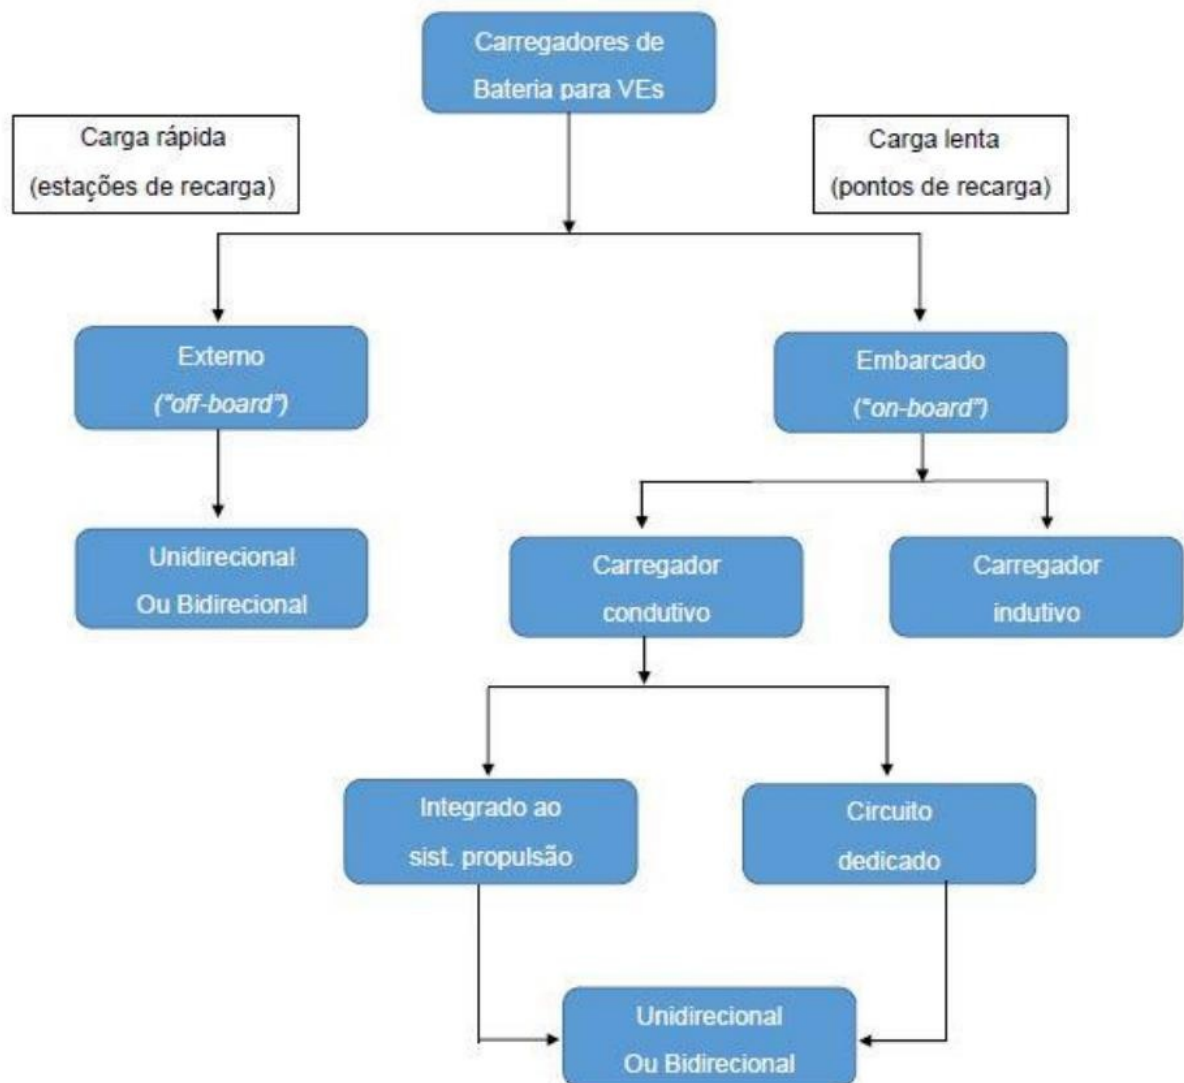 Carregadores de
Bateria para VEs
Carga rápida
(estações de recarga)
Carga lenta
(pontos de recarga)
Externo
("off-board")
Embarcado
("on-board")
Unidirecional
Ou Bidirecional
Carregador
condutivo
Carregador
indutivo
Integrado ao
sist. propulsão
Circuito
dedicado
Unidirecional
Ou Bidirecional